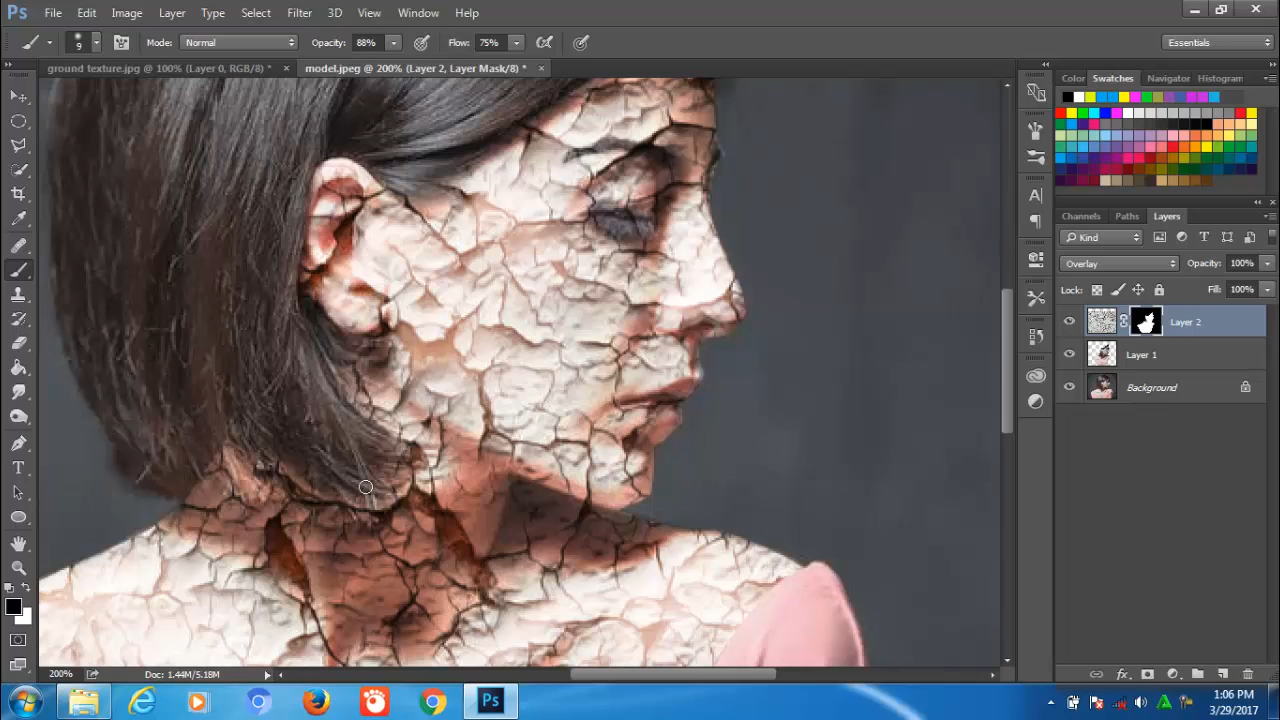 Ps File Edit Image Layer Type Select Filter 3D View Window Help
9 Mode: Normal Opacity: 88% Flow: 75% Essentials
ground texture.jpg @ 100% (Layer 0, RGB/8) * × model.jpeg @ 200% (Layer 2, Layer Mask/8) * ×
Color Swatches Navigator Histogram
Channels Paths Layers
Kind
Overlay Opacity: 100%
Lock: Fill: 100%
Layer 2
Layer 1
Background
200% Doc: 1.44M/5.18M
1:06 PM
3/29/2017